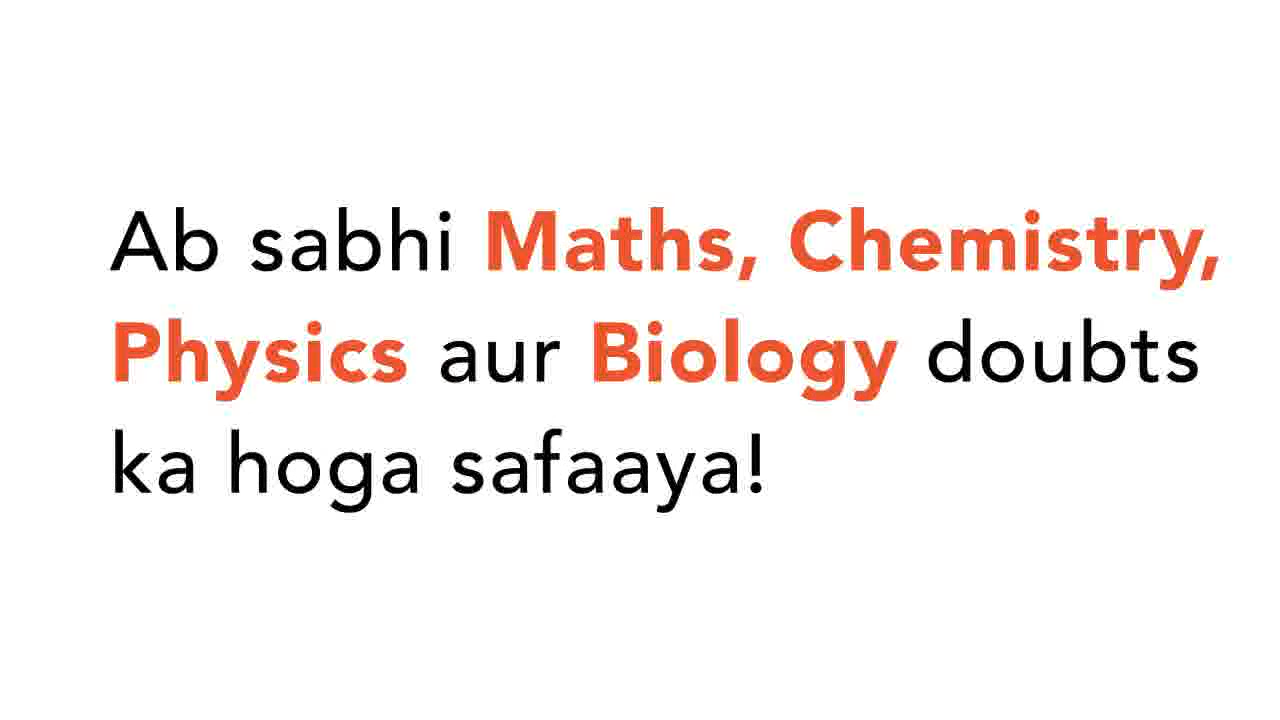 Ab sabhi Maths, Chemistry,
Physics aur Biology doubts
ka hoga safaaya!